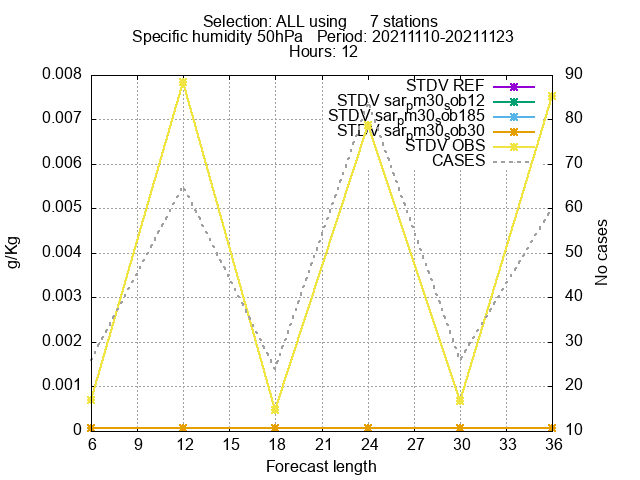 Selection: ALL using 7 stations
Specific humidity 50hPa Period: 20211110-20211123
Hours: 12
STDV REF
STDV sar_pm30_sob12
STDV sar_pm30_sob185
STDV sar_pm30_sob30
STDV OBS
CASES
0.008
0.007
0.006
0.005
0.004
0.003
0.002
0.001
0
g/Kg
90
80
70
60
50
40
30
20
10
No cases
6 9 12 15 18 21 24 27 30 33 36
Forecast length